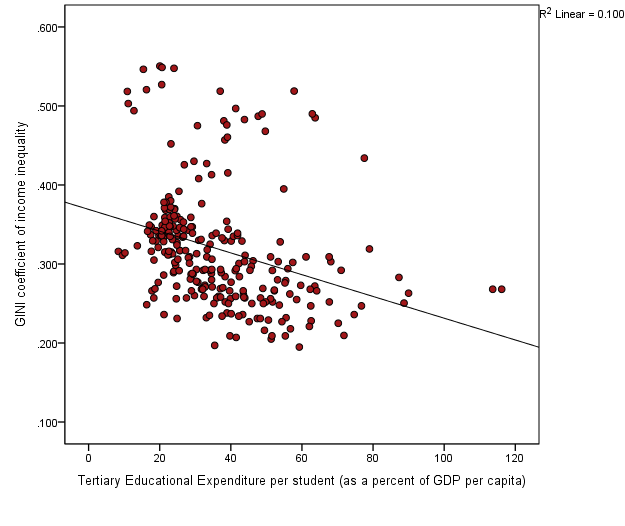 R2 Linear = 0.100
.600
.500
.400
.300
.200
.100
GINI coefficient of income inequality
0 20 40 60 80 100 120
Tertiary Educational Expenditure per student (as a percent of GDP per capita)